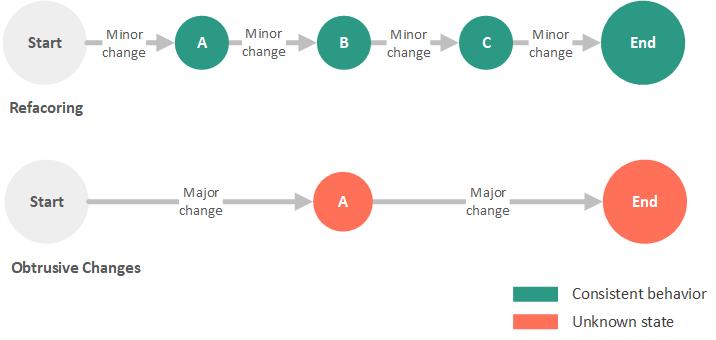 Minor
change
Minor
change
Minor
change
Minor
change
Start
A
B
C
End
Refactoring
Major
change
Major
change
Start
A
End
Obtrusive Changes
Consistent behavior
Unknown state